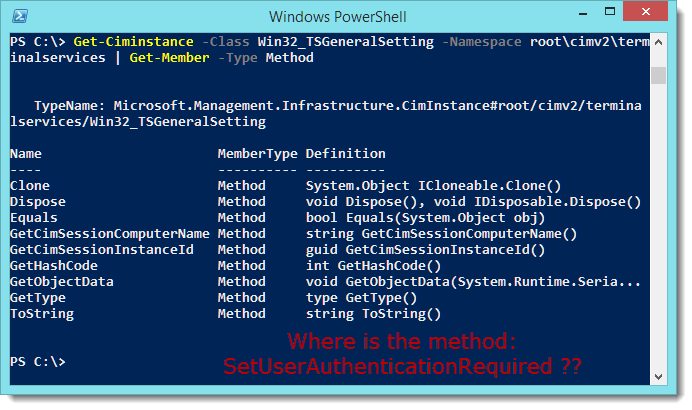 Windows PowerShell
PS C:\> Get-Ciminstance -Class Win32_TSGeneralSetting -Namespace root\cimv2\term
inalservices | Get-Member -Type Method
TypeName: Microsoft.Management.Infrastructure.CimInstance#root/cimv2/termina
lservices/Win32_TSGeneralSetting
Name MemberType Definition
---- ---------- ----------
Clone Method System.Object ICloneable.Clone()
Dispose Method void Dispose(), void IDisposable.Dispose()
Equals Method bool Equals(System.Object obj)
GetCimSessionComputerName Method string GetCimSessionComputerName()
GetCimSessionInstanceId Method guid GetCimSessionInstanceId()
GetHashCode Method int GetHashCode()
GetObjectData Method void GetObjectData(System.Runtime.Seria...
GetType Method type GetType()
ToString Method string ToString()
Where is the method:
SetUserAuthenticationRequired ??
PS C:\>